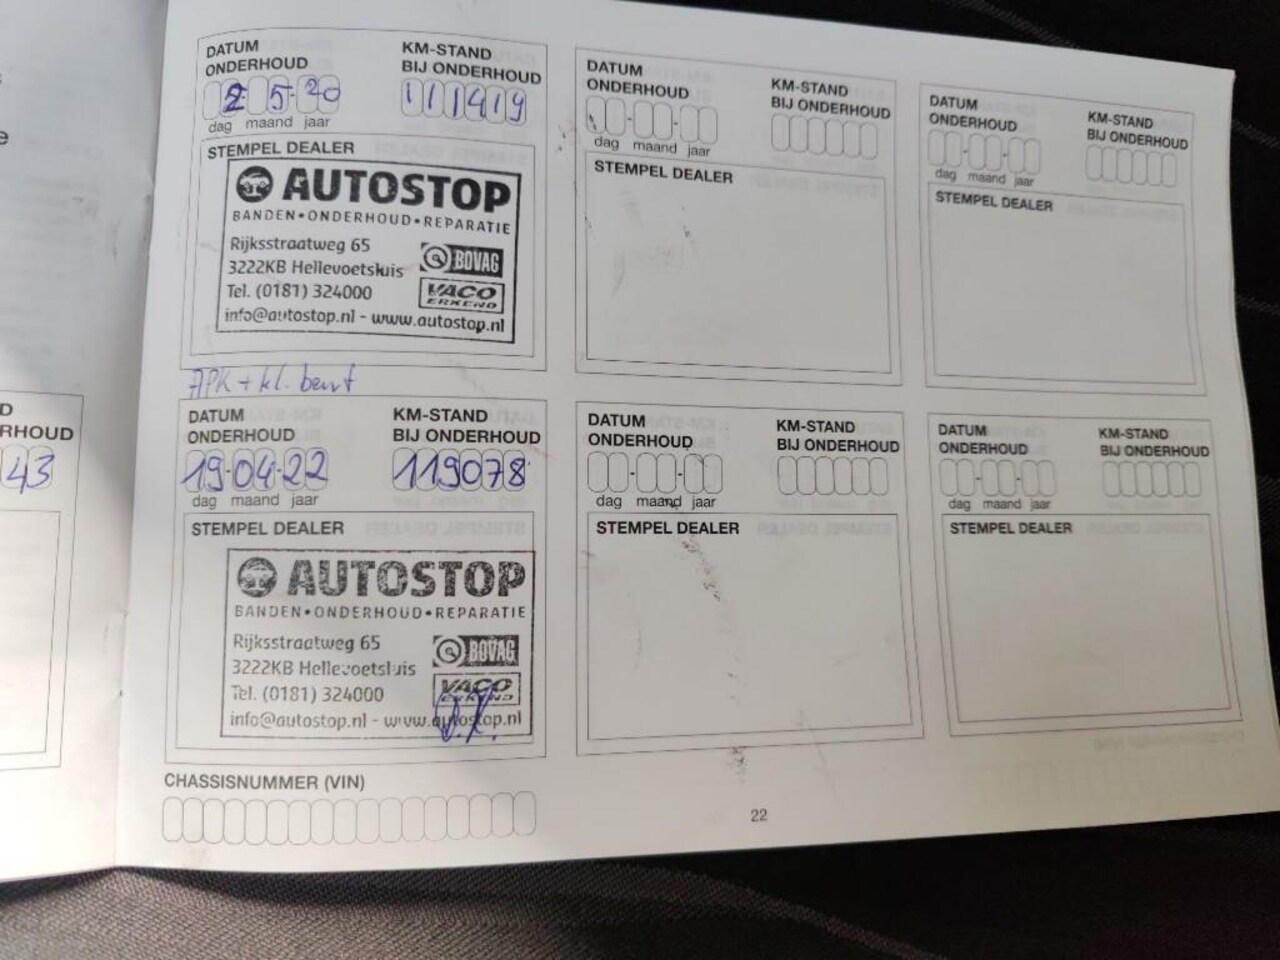 DATUM ONDERHOUD
KM-STAND BIJ ONDERHOUD
2 5-20
111419
dag maand jaar
STEMPEL DEALER
AUTOSTOP
BANDEN•ONDERHOUD•REPARATIE
Rijksstraatweg 65
3222KB Hellevoetsluis
Tel. (0181) 324000
BOVAG
VACO
ERKEND
info@autostop.nl - www.autostop.nl
APK + kl. beurt
DATUM ONDERHOUD
KM-STAND BIJ ONDERHOUD
19-04-22
119078
dag maand jaar
STEMPEL DEALER
AUTOSTOP
BANDEN•ONDERHOUD•REPARATIE
Rijksstraatweg 65
3222KB Hellevoetsluis
Tel. (0181) 324000
BOVAG
VACO
ERKEND
info@autostop.nl - www.autostop.nl
CHASSISNUMMER (VIN)
DATUM ONDERHOUD
KM-STAND BIJ ONDERHOUD
dag maand jaar
STEMPEL DEALER
DATUM ONDERHOUD
KM-STAND BIJ ONDERHOUD
dag maand jaar
STEMPEL DEALER
DATUM ONDERHOUD
KM-STAND BIJ ONDERHOUD
dag maand jaar
STEMPEL DEALER
DATUM ONDERHOUD
KM-STAND BIJ ONDERHOUD
dag maand jaar
STEMPEL DEALER
22
43